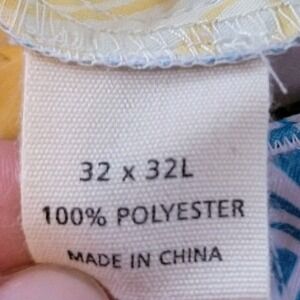 32 x 32L
100% POLYESTER
MADE IN CHINA